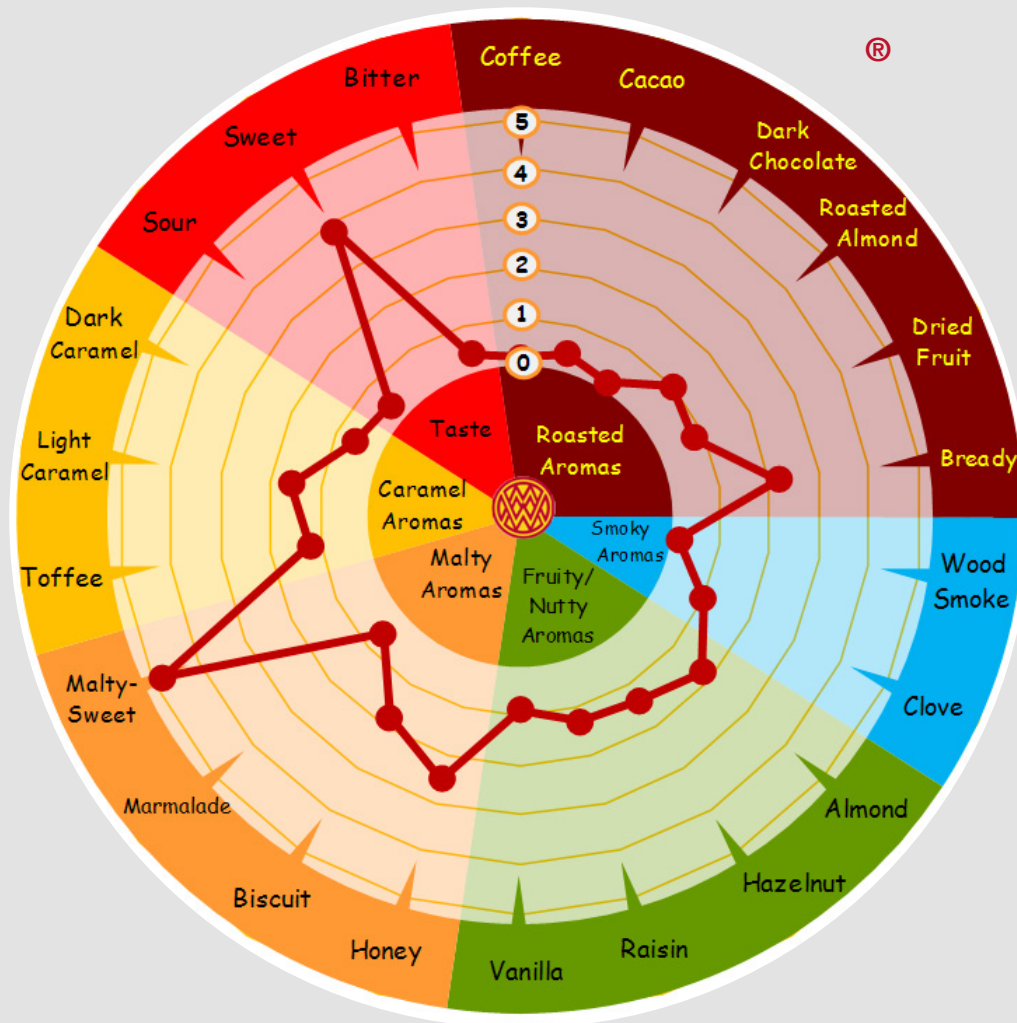 ®
Coffee
Cacao
Dark
Chocolate
Roasted
Almond
Dried
Fruit
Bready
Wood
Smoke
Clove
Almond
Hazelnut
Raisin
Vanilla
Honey
Biscuit
Marmalade
Malty-
Sweet
Toffee
Light
Caramel
Dark
Caramel
Sour
Sweet
Bitter
5
4
3
2
1
0
Taste
Roasted
Aromas
Caramel
Aromas
Smoky
Aromas
Malty
Aromas
Fruity/
Nutty
Aromas